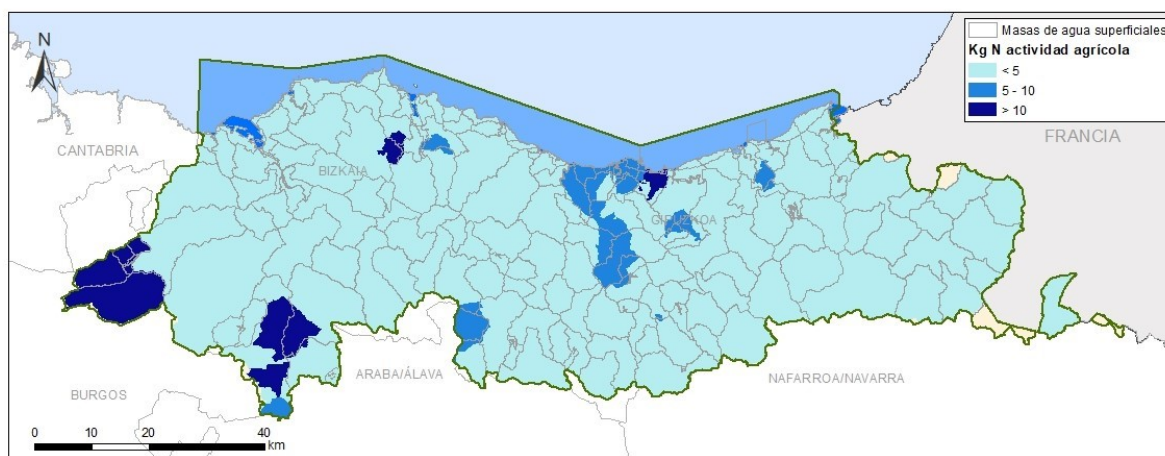 N
Masas de agua superficiales
Kg N actividad agrícola
< 5
5 - 10
> 10
FRANCIA
CANTABRIA
BIZKAIA
GIPUZKOA
BURGOS
ARABA/ÁLAVA
NAFARROA/NAVARRA
0 10 20 40
km